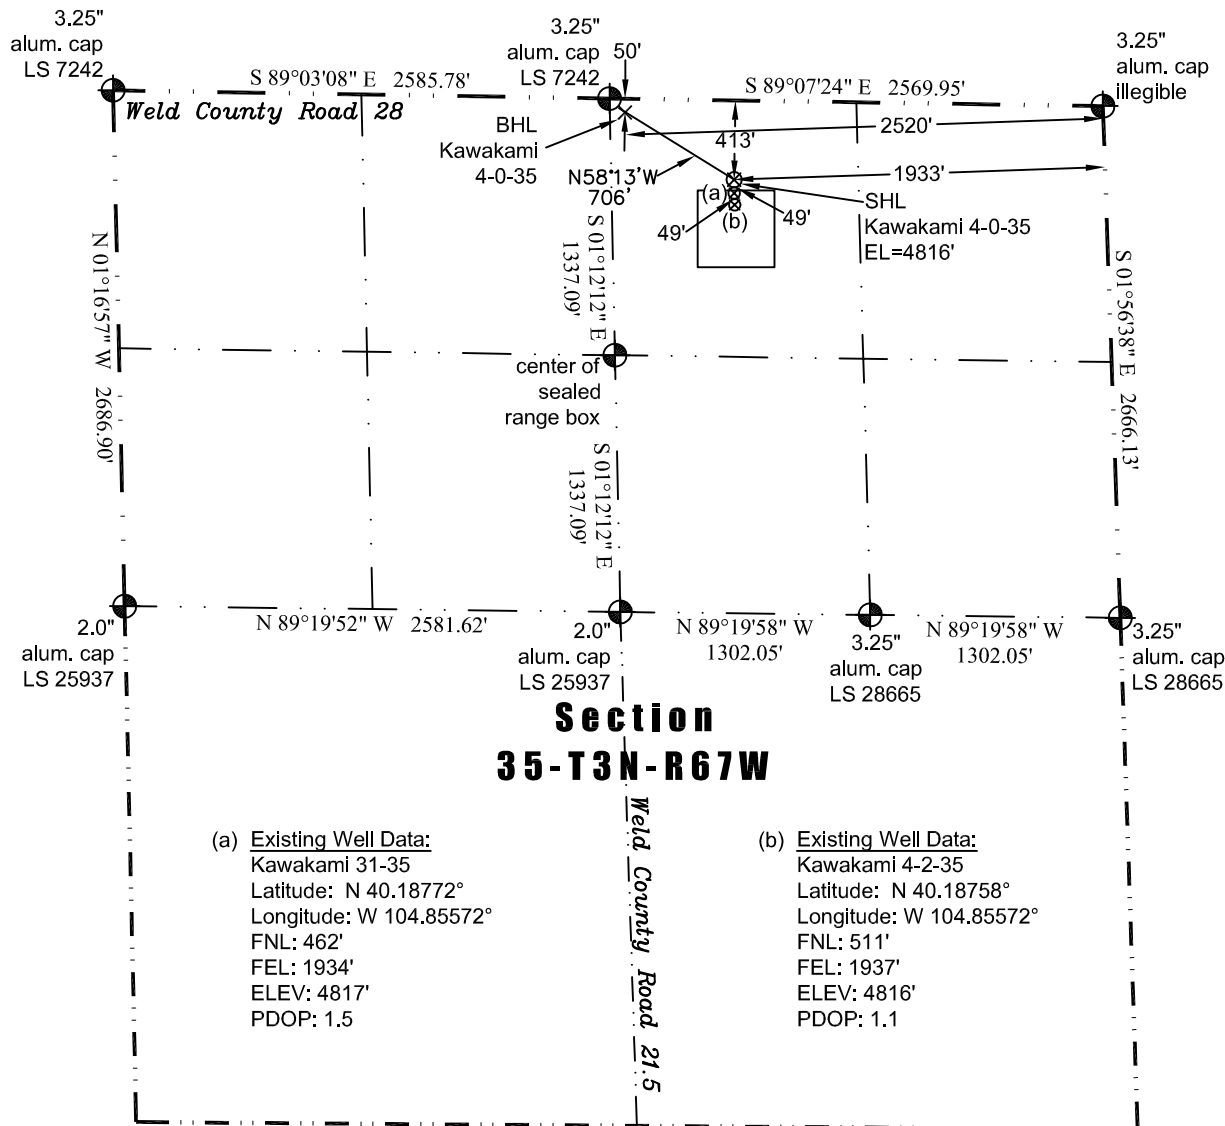 3.25"
alum. cap
LS 7242
S 89°03'08" E 2585.78'
3.25"
alum. cap
LS 7242
50'
S 89°07'24" E 2569.95'
3.25"
alum. cap
illegible
Weld County Road 28
BHL
Kawakami
4-0-35
413'
2520'
N58°13'W
706'
1933'
(a)
(b)
49'
49'
SHL
Kawakami 4-0-35
EL=4816'
N 01°16'57" W 2686.90'
S 01°12'12" E
1337.09'
S 01°56'38" E 2666.13'
center of
sealed
range box
S 01°12'12" E
1337.09'
2.0"
alum. cap
LS 25937
N 89°19'52" W 2581.62'
2.0"
alum. cap
LS 25937
N 89°19'58" W
1302.05'
3.25"
alum. cap
LS 28665
N 89°19'58" W
1302.05'
3.25"
alum. cap
LS 28665
Section
35-T3N-R67W
Weld County Road 21.5
(a) Existing Well Data:
Kawakami 31-35
Latitude: N 40.18772°
Longitude: W 104.85572°
FNL: 462'
FEL: 1934'
ELEV: 4817'
PDOP: 1.5
(b) Existing Well Data:
Kawakami 4-2-35
Latitude: N 40.18758°
Longitude: W 104.85572°
FNL: 511'
FEL: 1937'
ELEV: 4816'
PDOP: 1.1